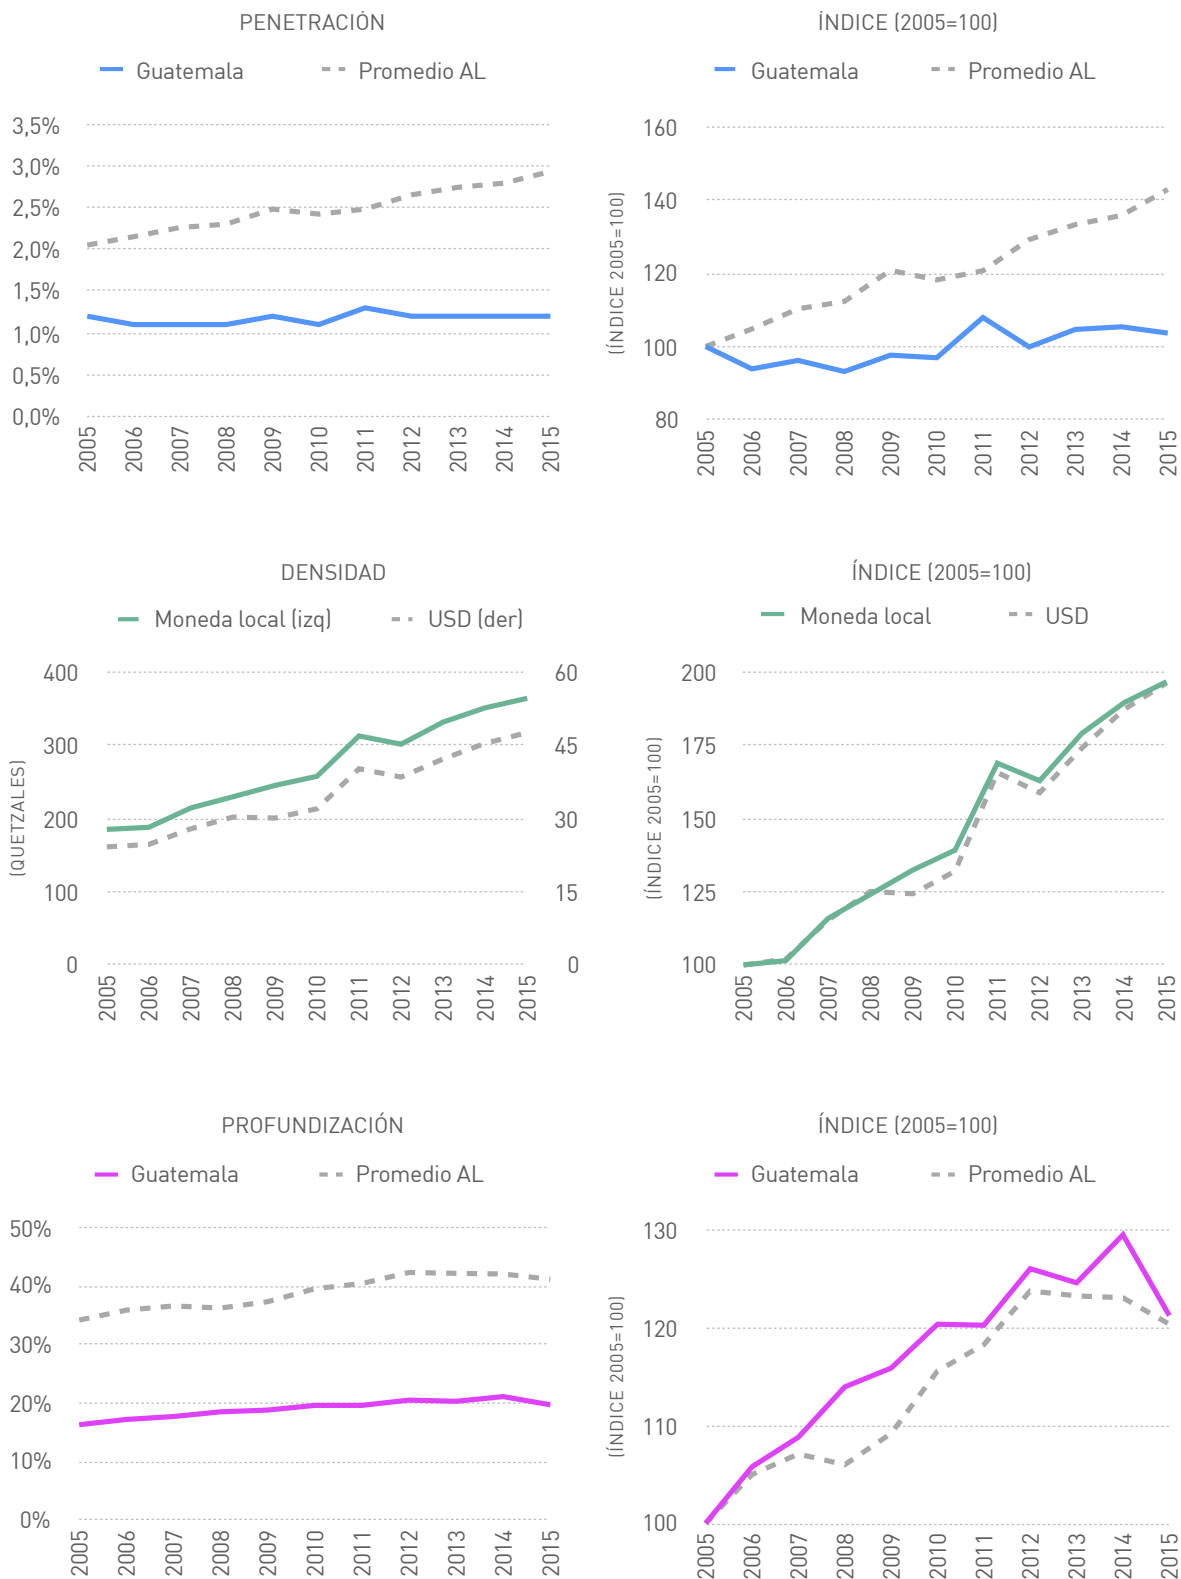 PENETRACIÓN
Guatemala Promedio AL
3,5%
3,0%
2,5%
2,0%
1,5%
1,0%
0,5%
0,0%
2005 2006 2007 2008 2009 2010 2011 2012 2013 2014 2015
ÍNDICE (2005=100)
Guatemala Promedio AL
(ÍNDICE 2005=100)
160
140
120
100
80
2005 2006 2007 2008 2009 2010 2011 2012 2013 2014 2015
DENSIDAD
Moneda local (izq) USD (der)
(QUETZALES)
400 60
300 45
200 30
100 15
0 0
2005 2006 2007 2008 2009 2010 2011 2012 2013 2014 2015
ÍNDICE (2005=100)
Moneda local USD
(ÍNDICE 2005=100)
200
175
150
125
100
2005 2006 2007 2008 2009 2010 2011 2012 2013 2014 2015
PROFUNDIZACIÓN
Guatemala Promedio AL
50%
40%
30%
20%
10%
0%
2005 2006 2007 2008 2009 2010 2011 2012 2013 2014 2015
ÍNDICE (2005=100)
Guatemala Promedio AL
(ÍNDICE 2005=100)
130
120
110
100
2005 2006 2007 2008 2009 2010 2011 2012 2013 2014 2015